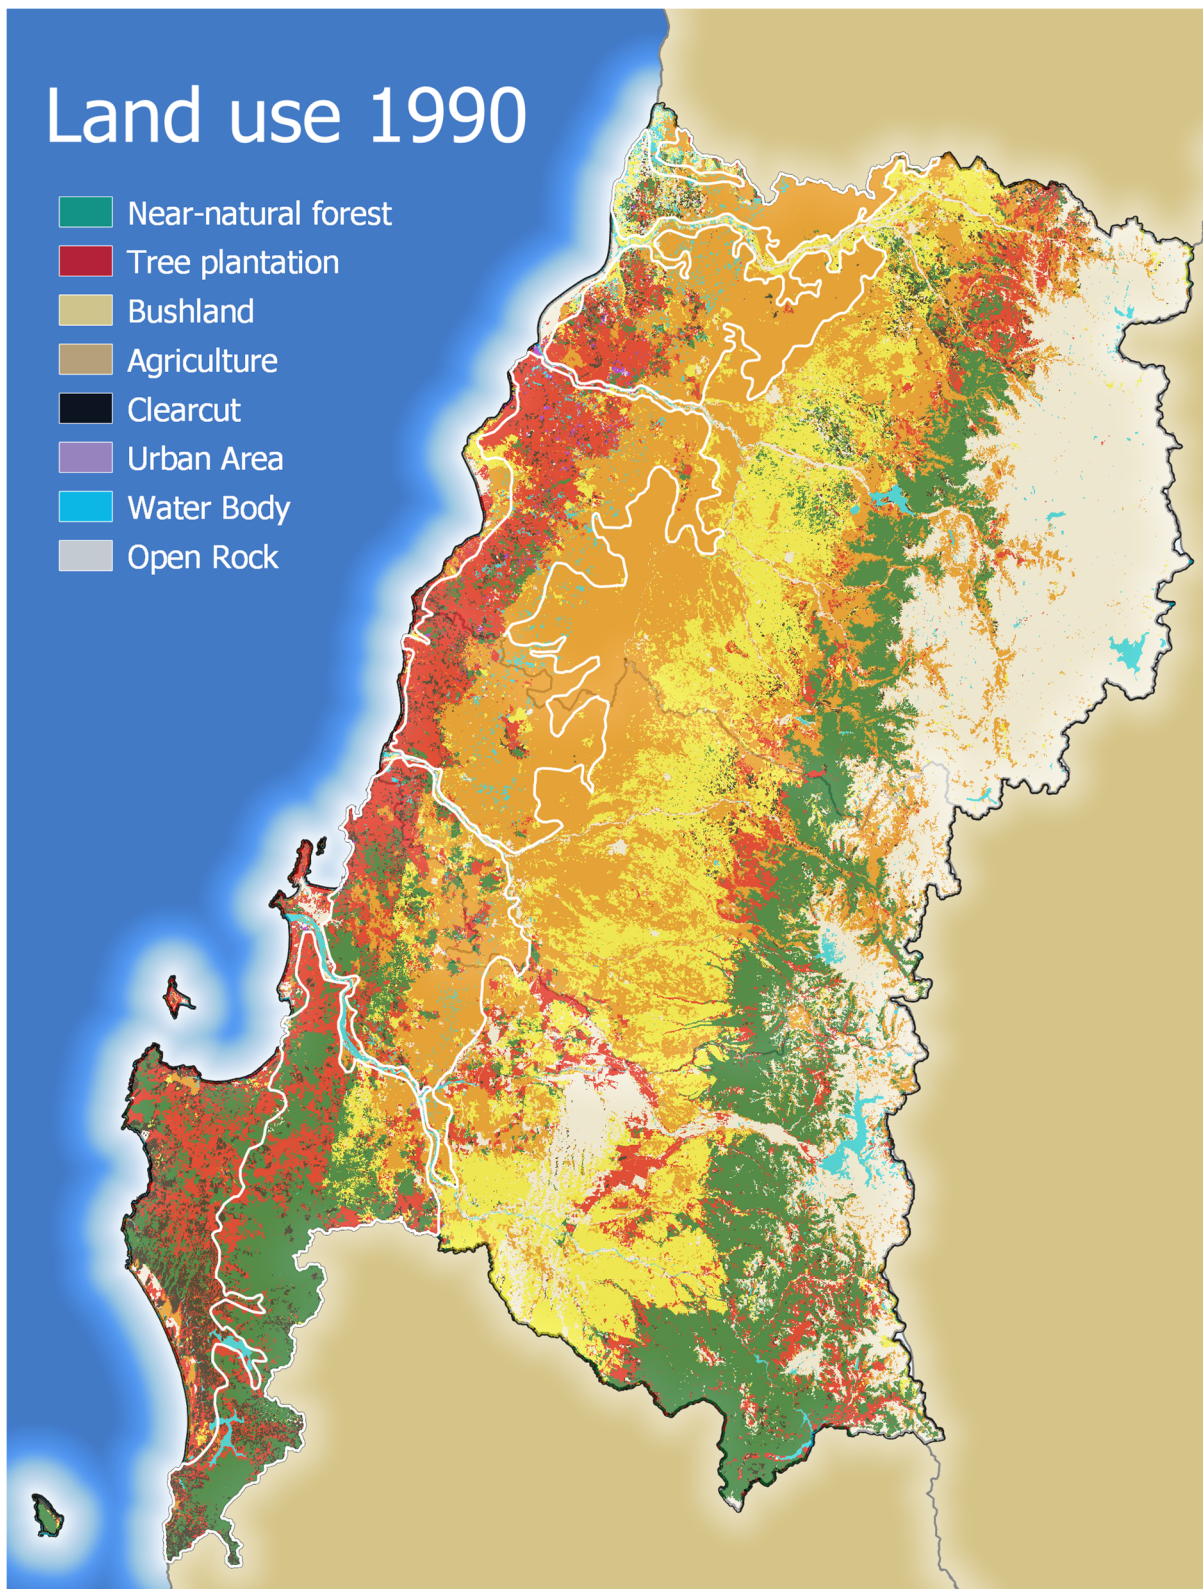 Land use 1990
Near-natural forest
Tree plantation
Bushland
Agriculture
Clearcut
Urban Area
Water Body
Open Rock